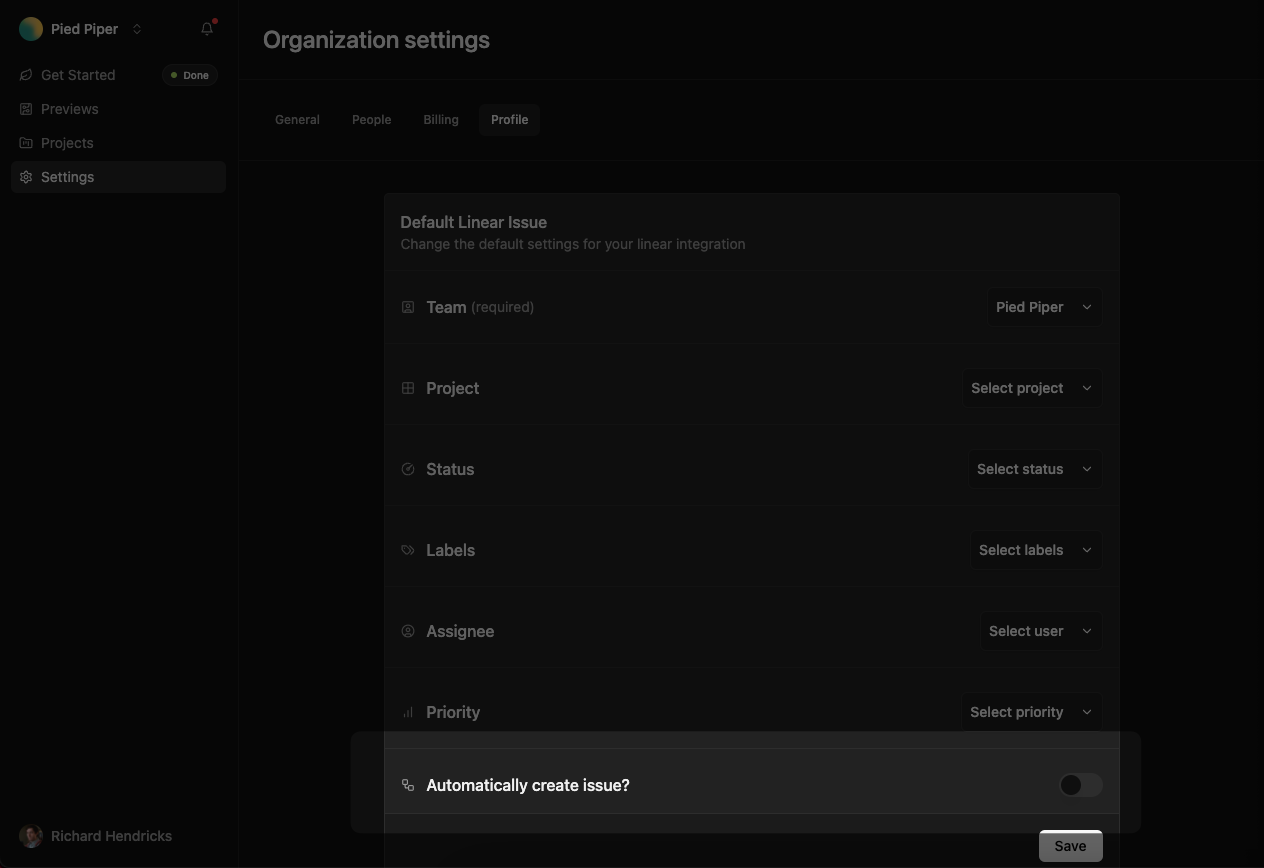 Pied Piper
Organization settings
Get Started
Done
Previews
Projects
Settings
General
People
Billing
Profile
Default Linear Issue
Change the default settings for your linear integration
Team (required)
Pied Piper
Project
Select project
Status
Select status
Labels
Select labels
Assignee
Select user
Priority
Select priority
Automatically create issue?
Richard Hendricks
Save